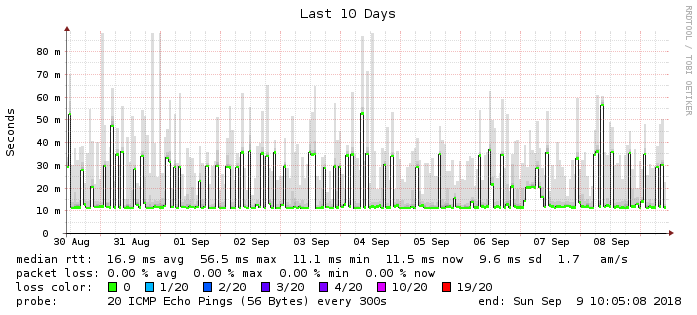 Last 10 Days
RRDTOOL / TOBI OETIKER
Seconds
80 m
70 m
60 m
50 m
40 m
30 m
20 m
10 m
0
30 Aug 31 Aug 01 Sep 02 Sep 03 Sep 04 Sep 05 Sep 06 Sep 07 Sep 08 Sep
median rtt: 16.9 ms avg 56.5 ms max 11.1 ms min 11.5 ms now 9.6 ms sd 1.7 am/s
packet loss: 0.00 % avg 0.00 % max 0.00 % min 0.00 % now
loss color: 0 1/20 2/20 3/20 4/20 10/20 19/20
probe: 20 ICMP Echo Pings (56 Bytes) every 300s end: Sun Sep 9 10:05:08 2018